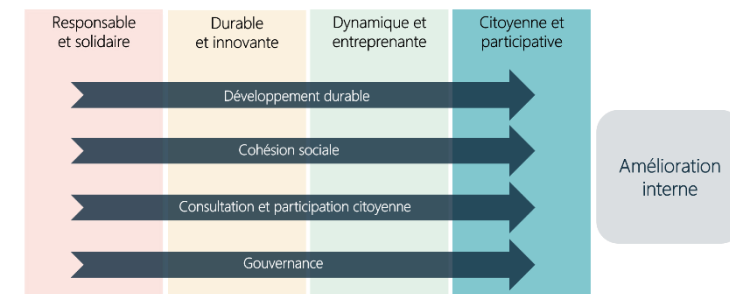 Responsable
et solidaire
Durable
et innovante
Dynamique et
entreprenante
Citoyenne et
participative
Développement durable
Cohésion sociale
Consultation et participation citoyenne
Gouvernance
Amélioration
interne